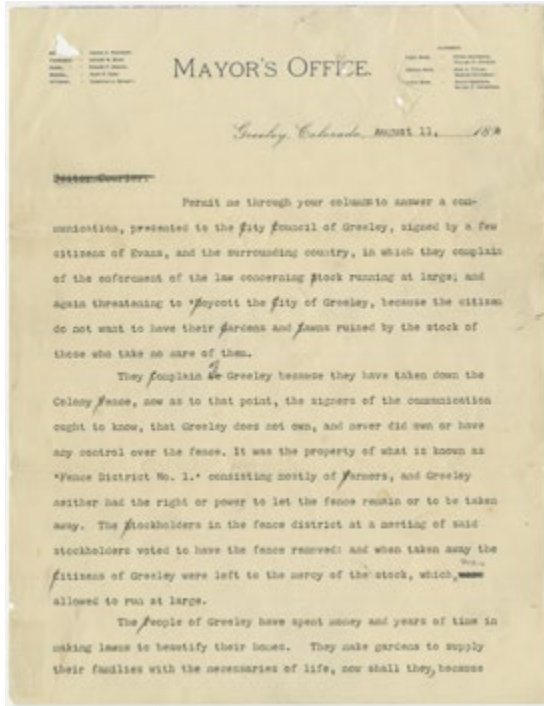 MAYOR'S OFFICE.
Greeley, Colorado, August 11, 189
Editor Courier:
Permit me through your column to answer a com-
munication, presented to the City Council of Greeley, signed by a few
citizens of Evans, and the surrounding country, in which they complain
of the enforcement of the law concerning Stock running at large; and
again threatening to "Boycott the City of Greeley, because the citizen
do not want to have their Gardens and Lawns ruined by the stock of
those who take no care of them.
They Complain of Greeley because they have taken down the
Colony Fence, now as to that point, the signers of the communication
ought to know, that Greeley does not own, and never did own or have
any control over the fence. It was the property of what is known as
"Fence District No. 1." consisting mostly of Farmers, and Greeley
neither had the right or power to let the fence remain or to be taken
away. The Stockholders in the fence district at a meeting of said
stockholders voted to have the fence removed: and when taken away the
Citizens of Greeley were left to the mercy of the stock, which, were
allowed to run at large.
The People of Greeley have spent money and years of time in
making lawns to beautify their homes. They make gardens to supply
their families with the necessaries of life, now shall they, because